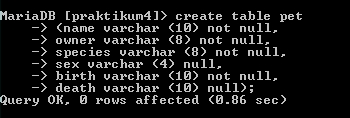 MariaDB [praktikum4]> create table pet
    -> (name varchar (10) not null,
    -> owner varchar (8) not null,
    -> species varchar (8) not null,
    -> sex varchar (4) null,
    -> birth varchar (10) not null,
    -> death varchar (10) null);
Query OK, 0 rows affected (0.86 sec)